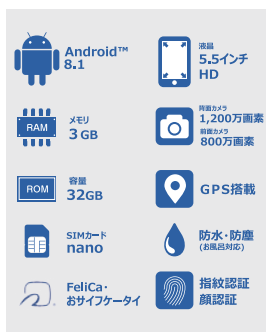 Android™
8.1
液晶
5.5インチ
HD
RAM
メモリ
3GB
背面カメラ
1,200万画素
前面カメラ
800万画素
ROM
容量
32GB
GPS搭載
SIMカード
nano
防水・防塵
(お風呂対応)
FeliCa・
おサイフケータイ
指紋認証
顔認証